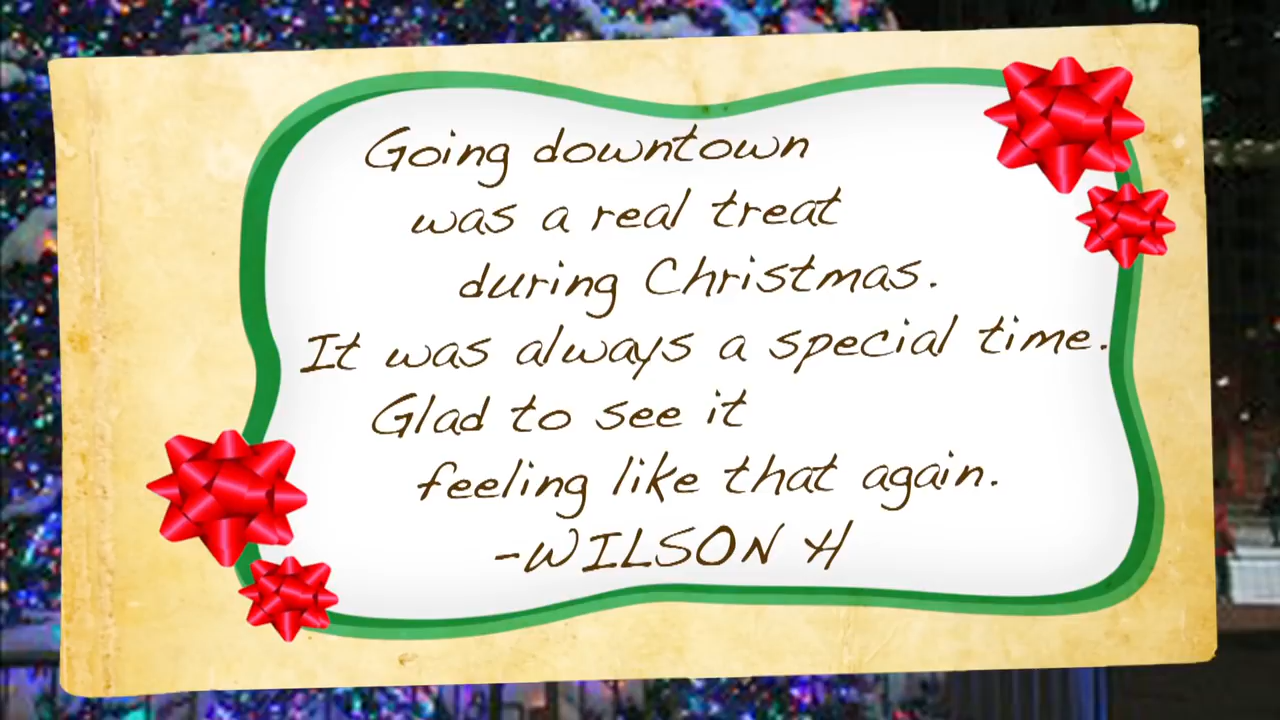 Going downtown
was a real treat
during Christmas.
It was always a special time.
Glad to see it
feeling like that again.
-WILSON H